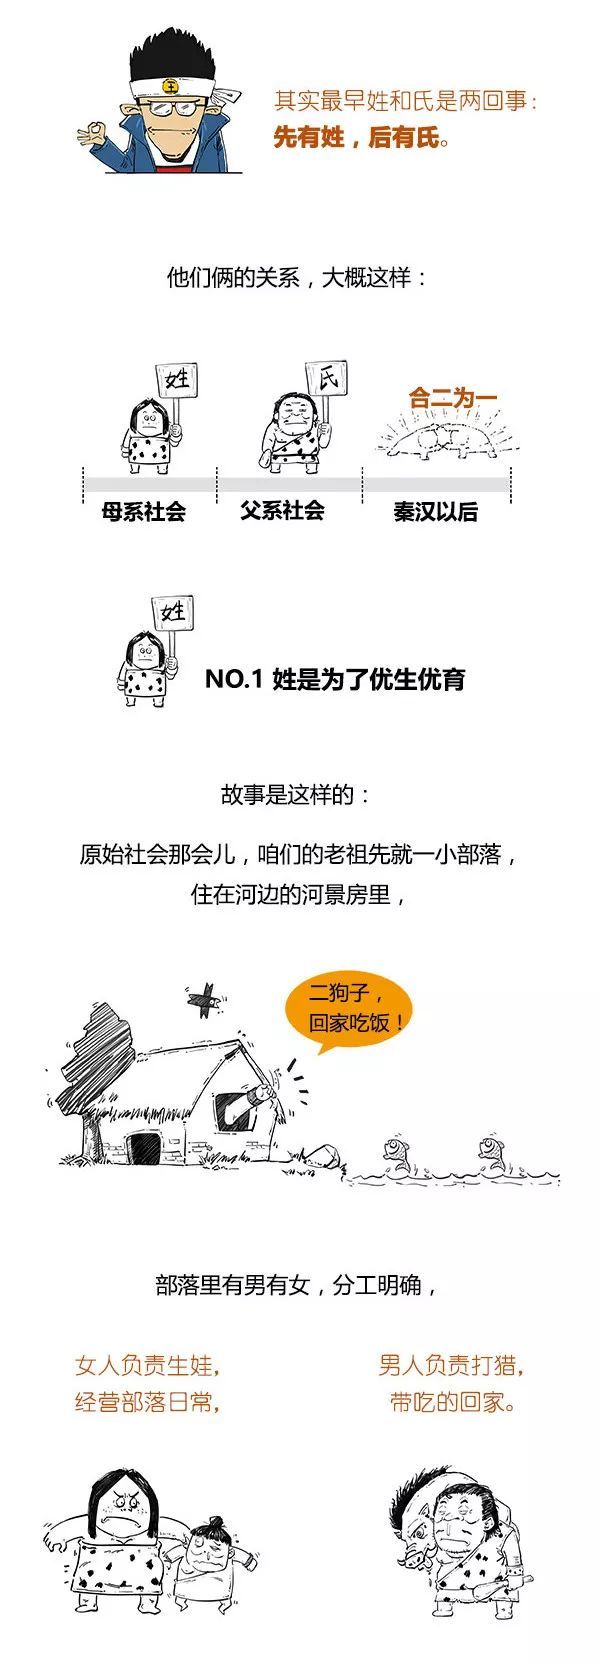 其实最早姓和氏是两回事：
先有姓，后有氏。
他们俩的关系，大概这样：
姓
氏
合二为一
母系社会
父系社会
秦汉以后
姓
NO.1 姓是为了优生优育
故事是这样的：
原始社会那会儿，咱们的老祖先就一小部落，
住在河边的河景房里，
二狗子，
回家吃饭！
部落里有男有女，分工明确，
女人负责生娃，
经营部落日常，
男人负责打猎，
带吃的回家。